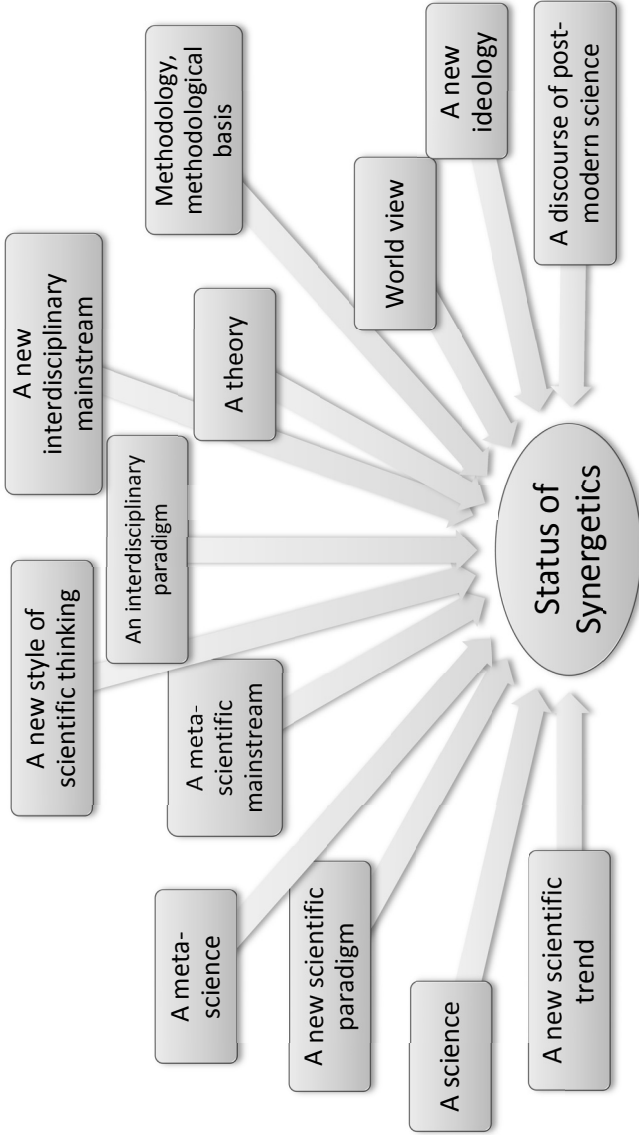 A new scientific
trend
A science
A new scientific
paradigm
A meta-
science
A meta-
scientific
mainstream
A new style of
scientific thinking
An interdisciplinary
paradigm
A new
interdisciplinary
mainstream
A theory
Methodology,
methodological
basis
World view
A new
ideology
A discourse of post-
modern science
Status of
Synergetics